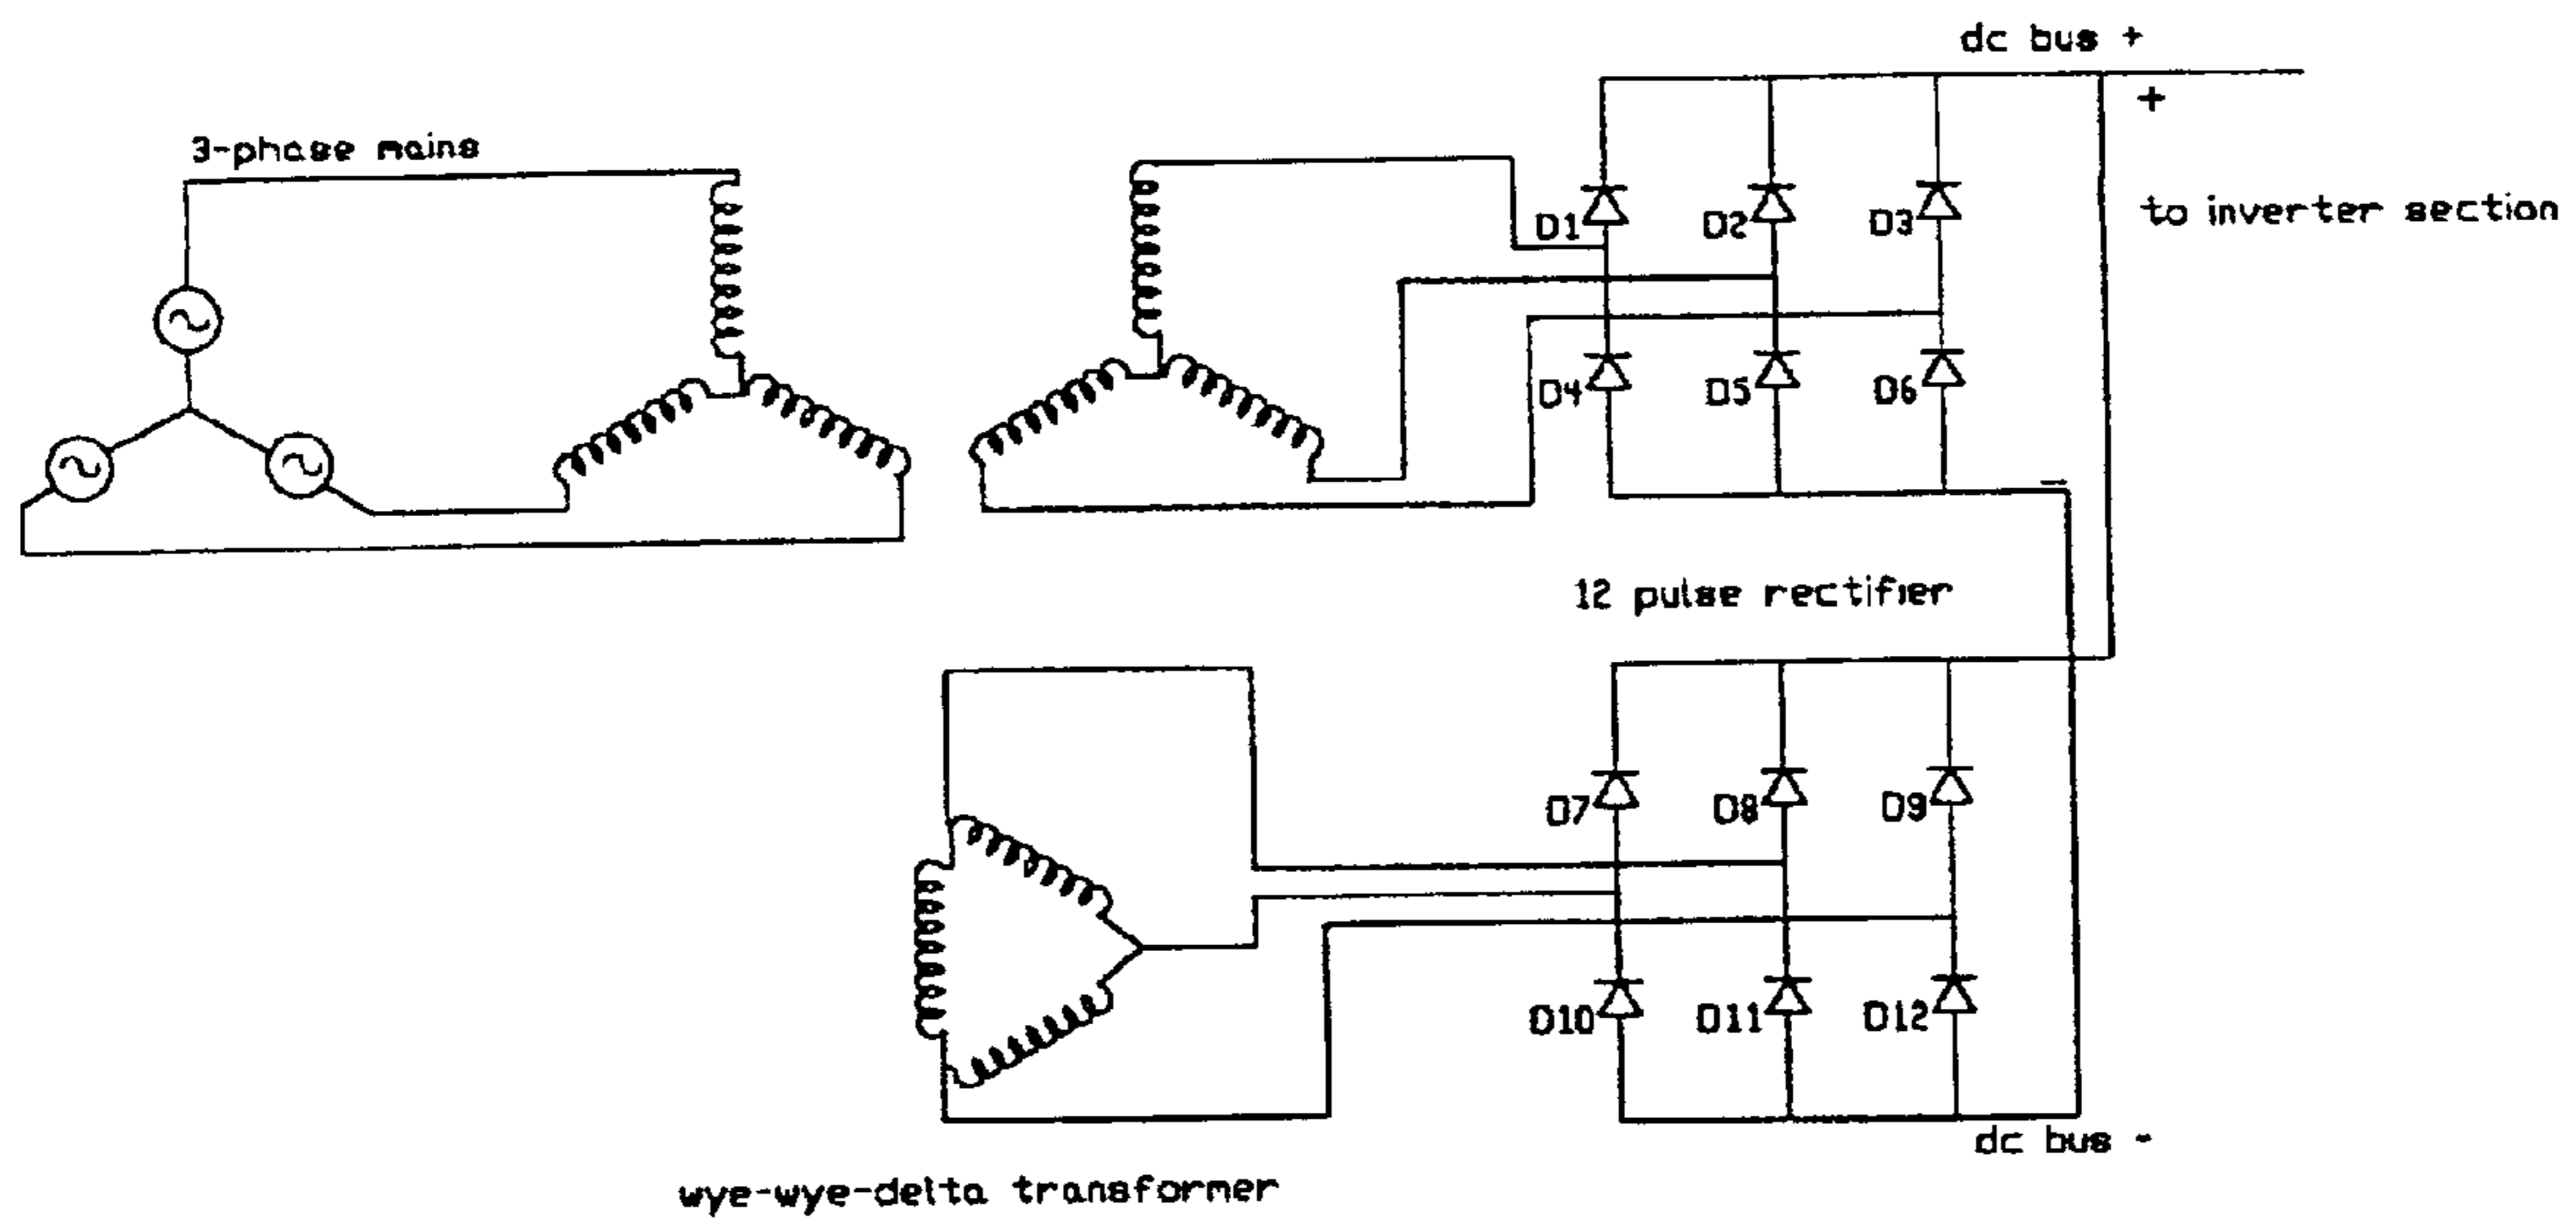 dc bus +
+
3-phase mains
to inverter section
D1
D2
D3
D4
D5
D6
-
12 pulse rectifier
D7
D8
D9
D10
D11
D12
dc bus -
wye-wye-delta transformer